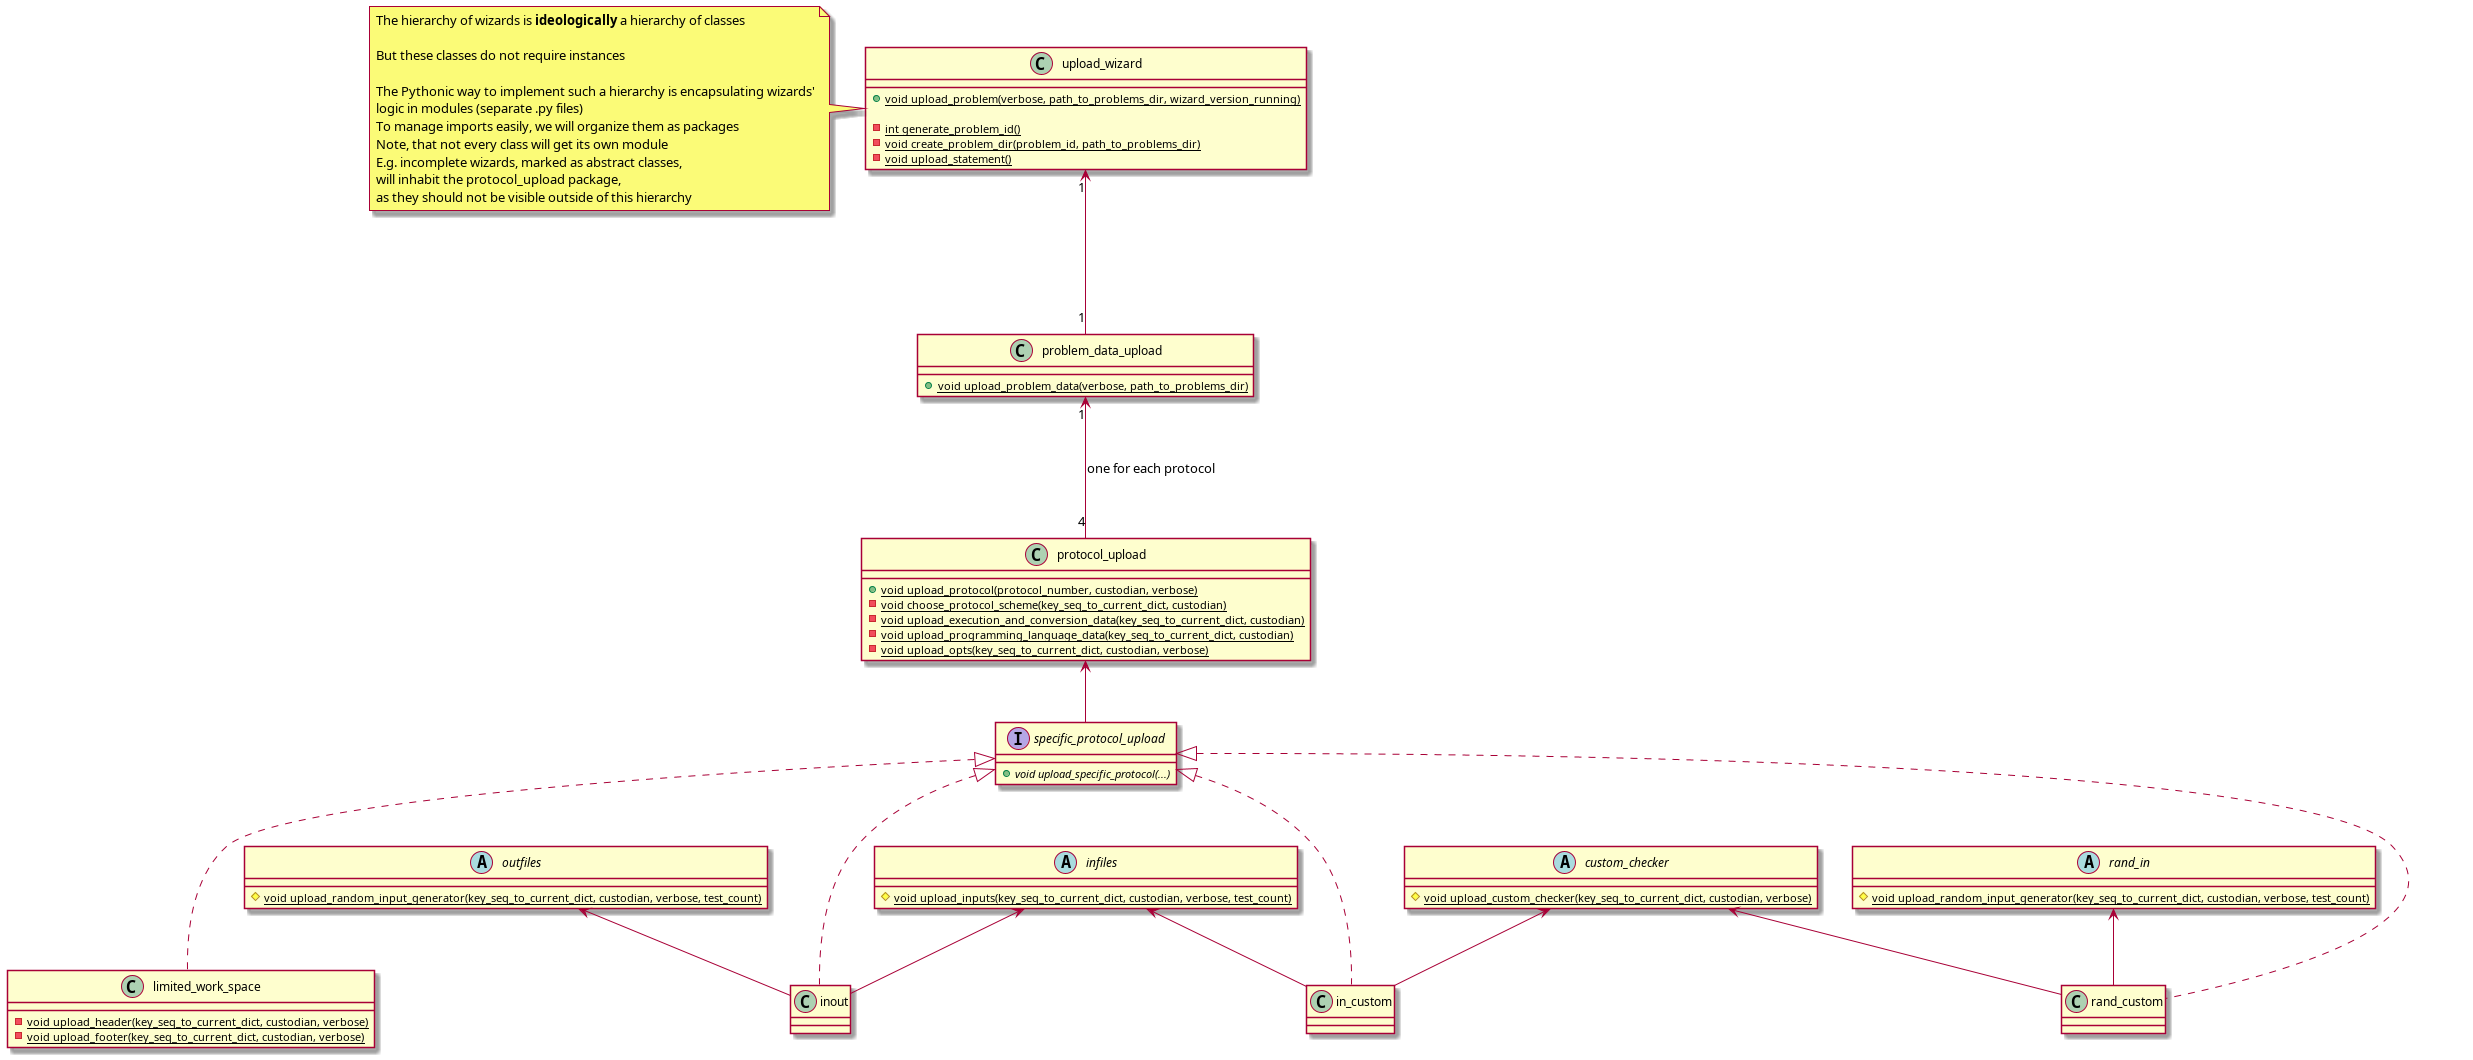 The hierarchy of wizards is ideologically a hierarchy of classes
But these classes do not require instances
The Pythonic way to implement such a hierarchy is encapsulating wizards'
logic in modules (separate .py files)
To manage imports easily, we will organize them as packages
Note, that not every class will get its own module
E.g. incomplete wizards, marked as abstract classes,
will inhabit the protocol_upload package,
as they should not be visible outside of this hierarchy
C upload_wizard
void upload_problem(verbose, path_to_problems_dir, wizard_version_running)
int generate_problem_id()
void create_problem_dir(problem_id, path_to_problems_dir)
void upload_statement()
1
1
C problem_data_upload
void upload_problem_data(verbose, path_to_problems_dir)
1
one for each protocol
4
C protocol_upload
void upload_protocol(protocol_number, custodian, verbose)
void choose_protocol_scheme(key_seq_to_current_dict, custodian)
void upload_execution_and_conversion_data(key_seq_to_current_dict, custodian)
void upload_programming_language_data(key_seq_to_current_dict, custodian)
void upload_opts(key_seq_to_current_dict, custodian, verbose)
I specific_protocol_upload
void upload_specific_protocol(...)
A outfiles
void upload_random_input_generator(key_seq_to_current_dict, custodian, verbose, test_count)
A infiles
void upload_inputs(key_seq_to_current_dict, custodian, verbose, test_count)
A custom_checker
void upload_custom_checker(key_seq_to_current_dict, custodian, verbose)
A rand_in
void upload_random_input_generator(key_seq_to_current_dict, custodian, verbose, test_count)
C limited_work_space
void upload_header(key_seq_to_current_dict, custodian, verbose)
void upload_footer(key_seq_to_current_dict, custodian, verbose)
C inout
C in_custom
C rand_custom